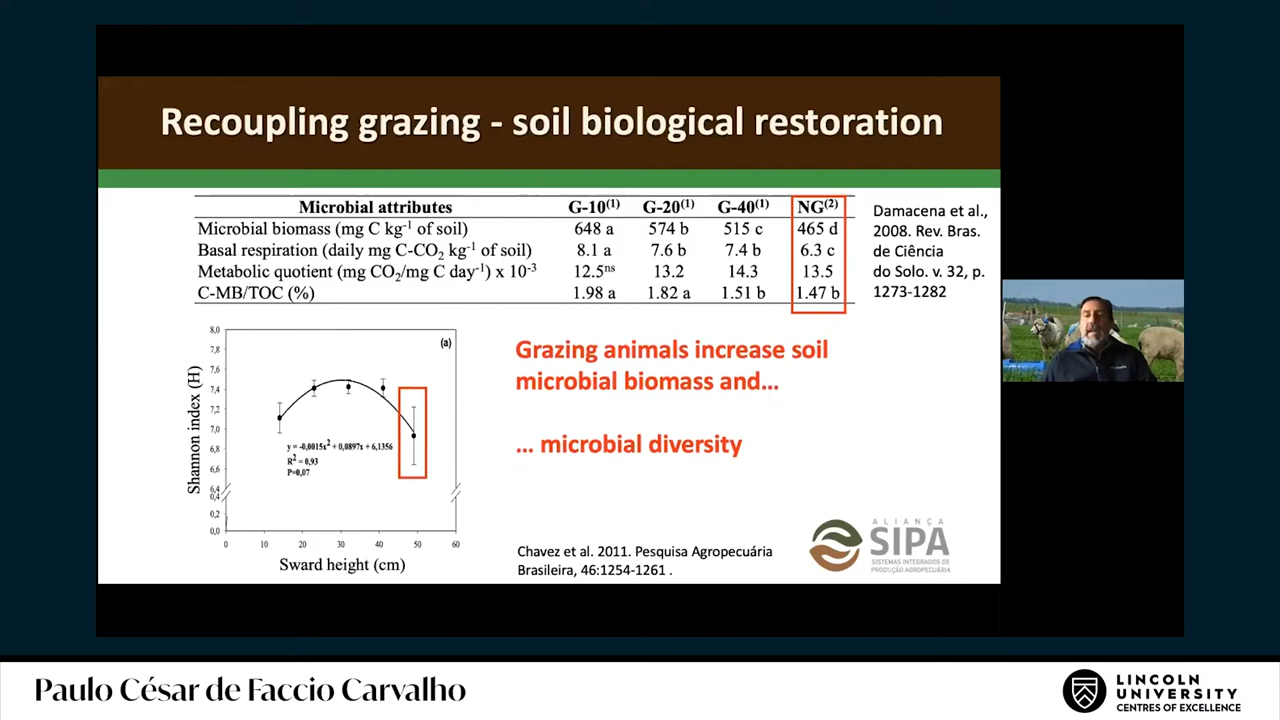 Recoupling grazing - soil biological restoration
Microbial attributes G-10(1) G-20(1) G-40(1) NG(2)
Microbial biomass (mg C kg-1 of soil) 648 a 574 b 515 c 465 d
Basal respiration (daily mg C-CO2 kg-1 of soil) 8.1 a 7.6 b 7.4 b 6.3 c
Metabolic quotient (mg CO2/mg C day-1) x 10-3 12.5ns 13.2 14.3 13.5
C-MB/TOC (%) 1.98 a 1.82 a 1.51 b 1.47 b
Damacena et al.,
2008. Rev. Bras.
de Ciência
do Solo. v. 32, p.
1273-1282
Grazing animals increase soil
microbial biomass and...
... microbial diversity
Shannon index (H)
8,0
7,8
7,6
7,4
7,2
7,0
6,8
6,6
6,4
0,4
0,2
0,0
(a)
y = -0,0015x2 + 0,0897x + 6,1356
R2 = 0,93
P=0,07
0 10 20 30 40 50 60
Sward height (cm)
Chavez et al. 2011. Pesquisa Agropecuária
Brasileira, 46:1254-1261 .
ALIANÇA
SIPA
SISTEMAS INTEGRADOS
DE PRODUÇÃO AGROPECUÁRIA
Paulo César de Faccio Carvalho
LINCOLN
UNIVERSITY
CENTRES OF EXCELLENCE